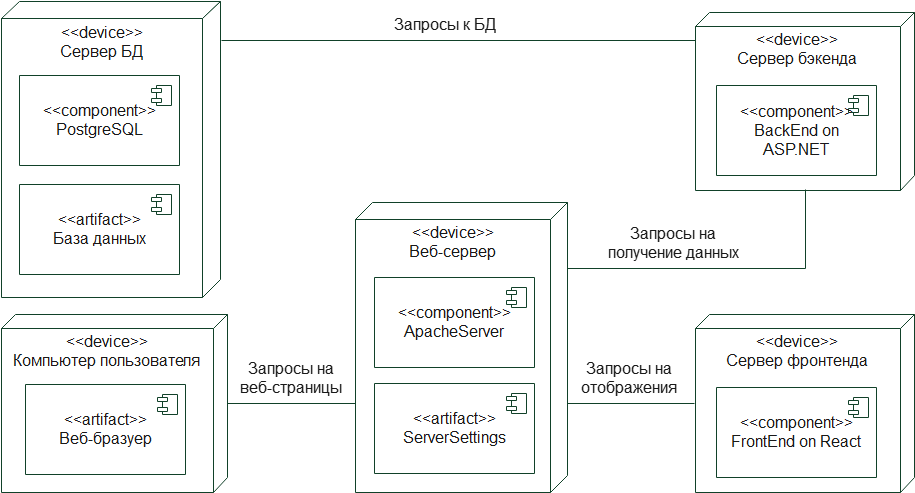 <<device>>
Сервер БД
<<component>>
PostgreSQL
<<artifact>>
База данных
Запросы к БД
<<device>>
Сервер бэкенда
<<component>>
BackEnd on
ASP.NET
<<device>>
Веб-сервер
<<component>>
ApacheServer
<<artifact>>
ServerSettings
Запросы на
получение данных
<<device>>
Компьютер пользователя
<<artifact>>
Веб-бразуер
Запросы на
веб-страницы
Запросы на
отображения
<<device>>
Сервер фронтенда
<<component>>
FrontEnd on React